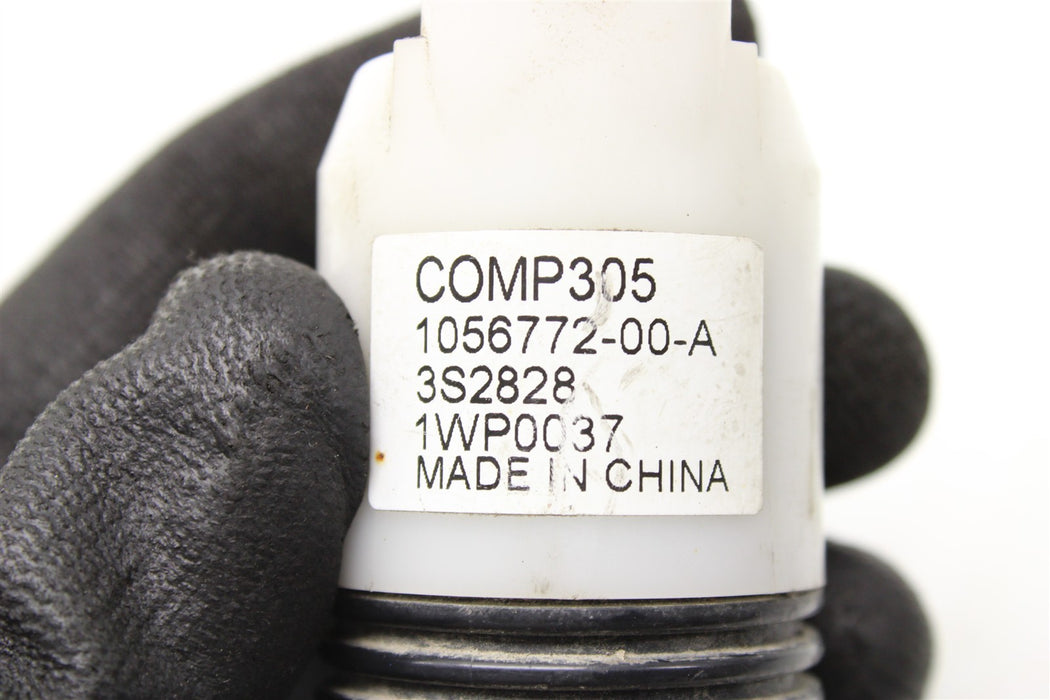 COMP305
1056772-00-A
3S2828
1WP0037
MADE IN CHINA